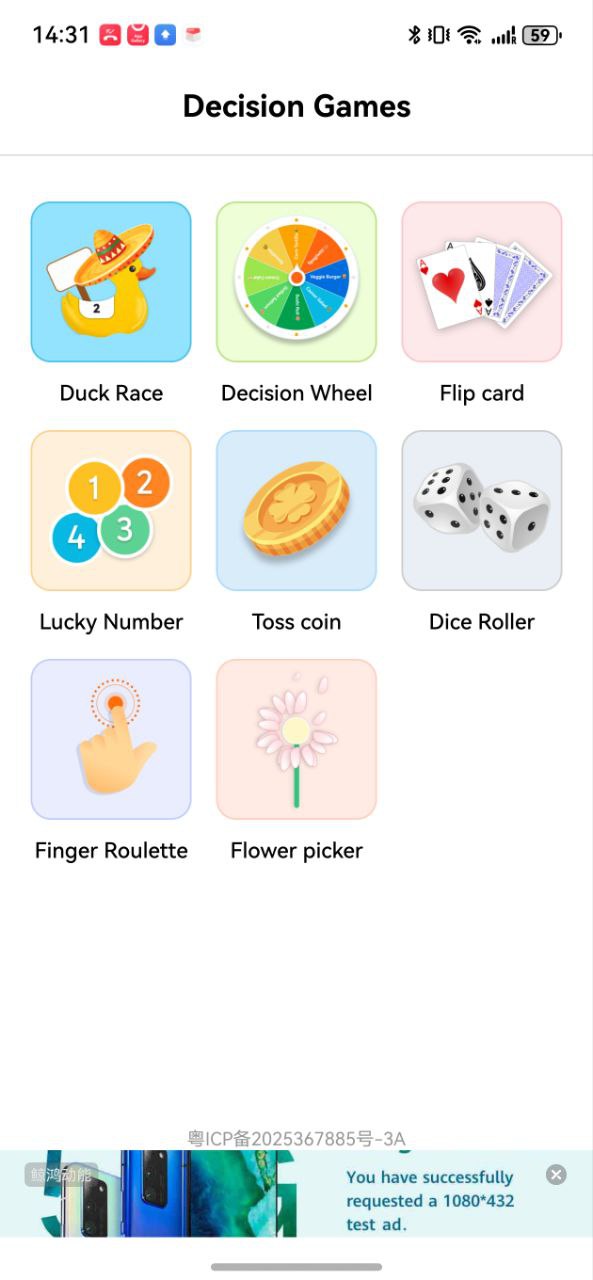 14:31
59
Decision Games
2
Veggie Burger
A
A
Duck Race
Decision Wheel
Flip card
1
2
4
3
Lucky Number
Toss coin
Dice Roller
Finger Roulette
Flower picker
粤ICP备2025367885号-3A
鲸鸿动能
You have successfully
requested a 1080*432
test ad.